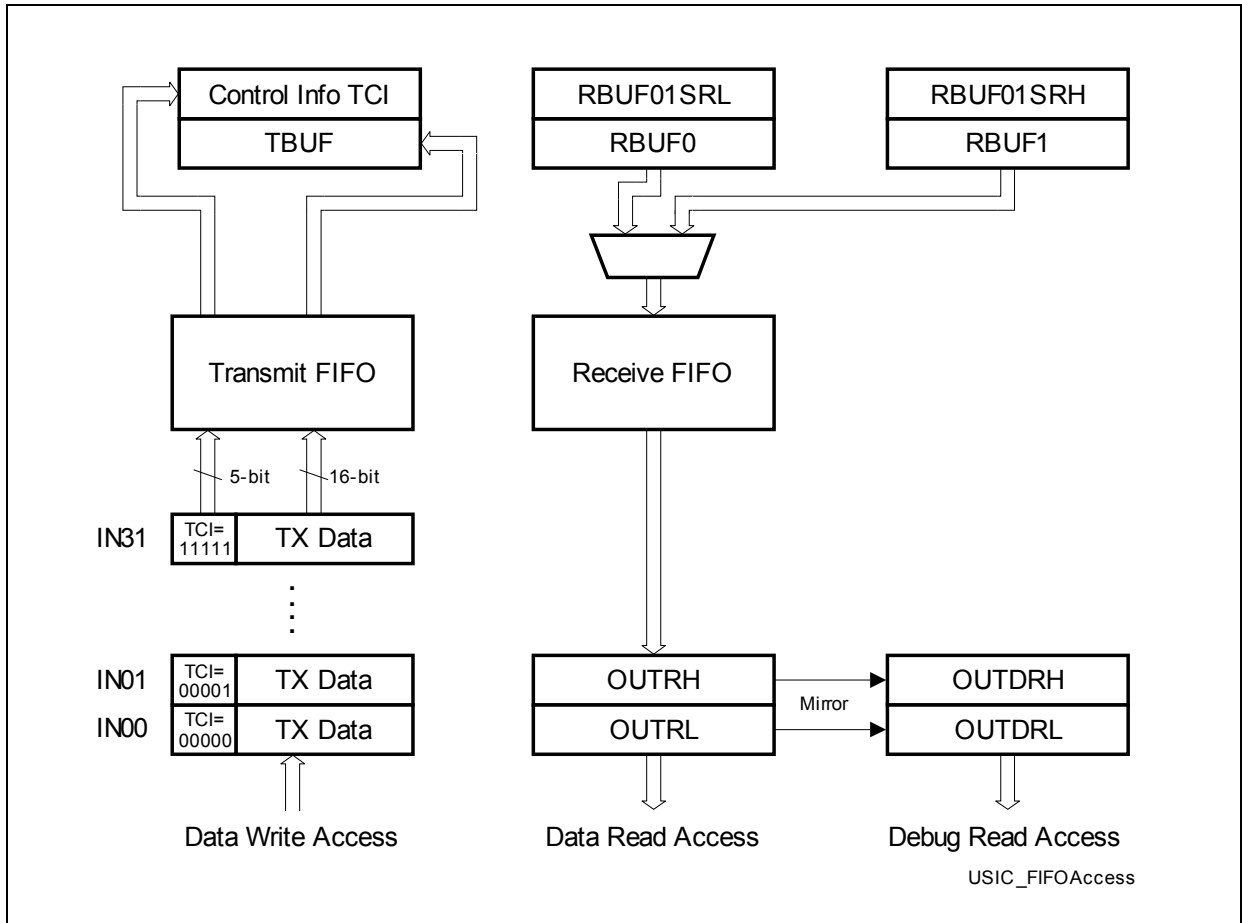 Control Info TCI
TBUF
RBUF01SRL
RBUF0
RBUF01SRH
RBUF1
Transmit FIFO
Receive FIFO
5-bit
16-bit
IN31
TCI=
11111
TX Data
IN01
TCI=
00001
TX Data
IN00
TCI=
00000
TX Data
OUTRH
OUTRL
Mirror
OUTDRH
OUTDRL
Data Write Access
Data Read Access
Debug Read Access
USIC_FIFOAccess